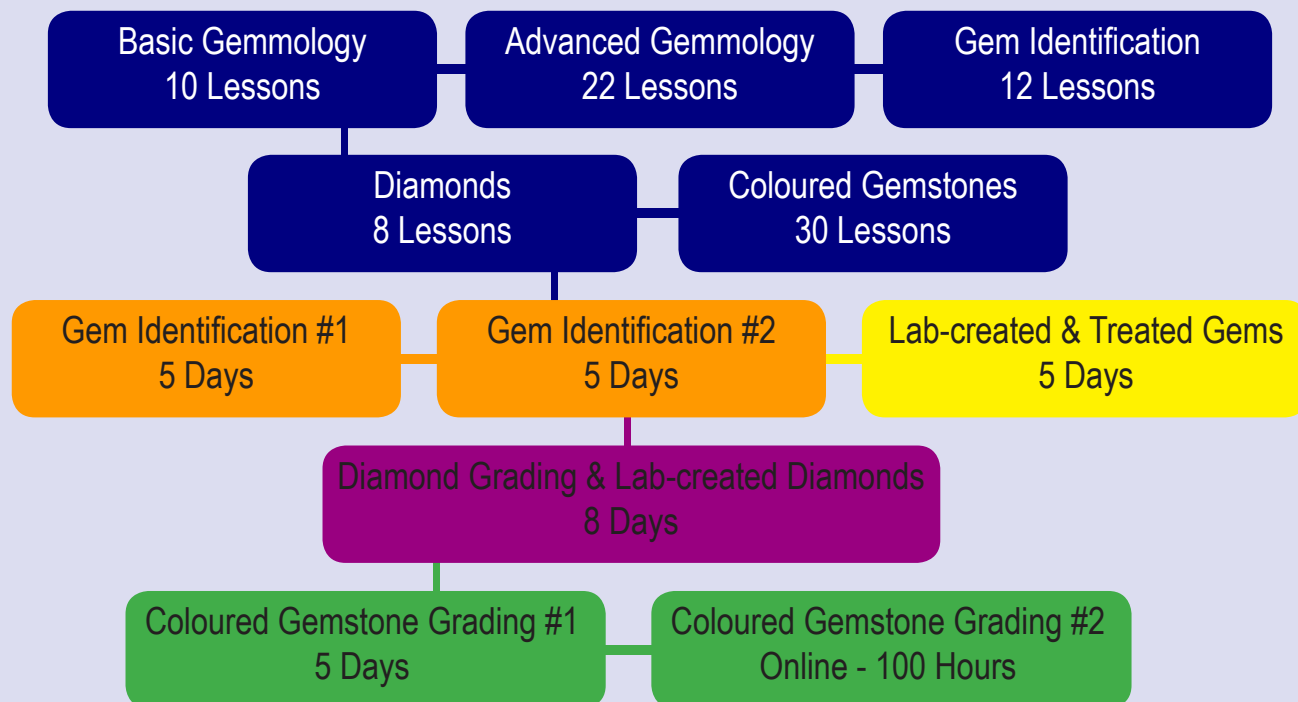 Basic Gemmology
10 Lessons
Advanced Gemmology
22 Lessons
Gem Identification
12 Lessons
Diamonds
8 Lessons
Coloured Gemstones
30 Lessons
Gem Identification #1
5 Days
Gem Identification #2
5 Days
Lab-created & Treated Gems
5 Days
Diamond Grading & Lab-created Diamonds
8 Days
Coloured Gemstone Grading #1
5 Days
Coloured Gemstone Grading #2
Online - 100 Hours